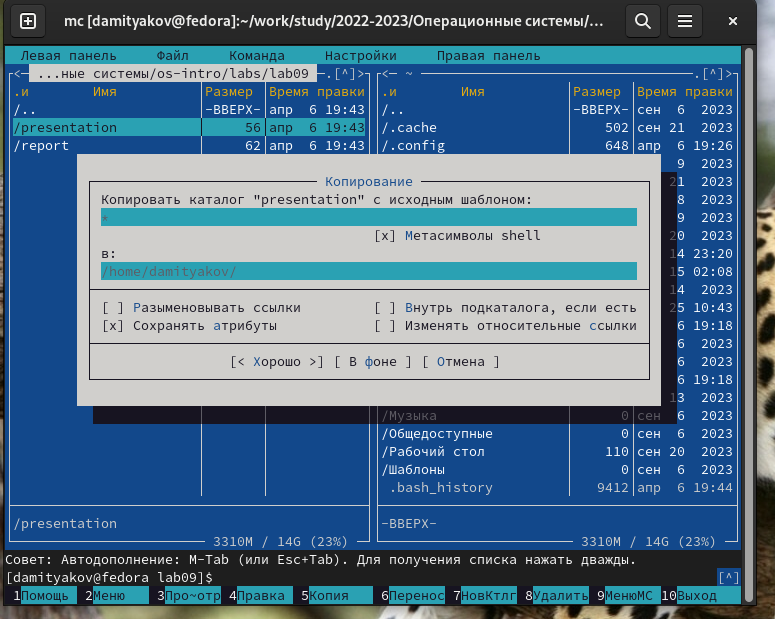 mc [damityakov@fedora]:~/work/study/2022-2023/Операционные системы/...
Левая панель Файл Команда Настройки Правая панель
<— ...ные системы/os-intro/labs/lab09 —.[^]> <— ~ —.[^]>
.и Имя Размер Время правки .и Имя Размер Время правки
/.. -ВВЕРХ- апр 6 19:43 /.. -ВВЕРХ- сен 6 2023
/presentation 56 апр 6 19:43 /.cache 502 сен 21 2023
/report 62 апр 6 19:43 /.config 648 апр 6 19:26
9 2023
Копирование 21 2023
Копировать каталог "presentation" с исходным шаблоном: 8 2023
* 9 2023
[x] Метасимволы shell 20 2023
в: 14 23:20
/home/damityakov/ 15 02:08
14 2023
[ ] Разыменовывать ссылки [ ] Внутрь подкаталога, если есть 25 10:43
[x] Сохранять атрибуты [ ] Изменять относительные ссылки 6 19:18
6 2023
[< Хорошо >] [ В фоне ] [ Отмена ] 6 2023
6 19:18
13 2023
/Музыка 0 сен 6 2023
/Общедоступные 0 сен 6 2023
/Рабочий стол 110 сен 20 2023
/Шаблоны 0 сен 6 2023
.bash_history 9412 апр 6 19:44
/presentation -ВВЕРХ-
3310M / 14G (23%) 3310M / 14G (23%)
Совет: Автодополнение: M-Tab (или Esc+Tab). Для получения списка нажать дважды.
[damityakov@fedora lab09]$ [^]
1Помощь 2Меню 3Про~отр 4Правка 5Копия 6Перенос 7НовКтлг 8Удалить 9МенюМС 10Выход